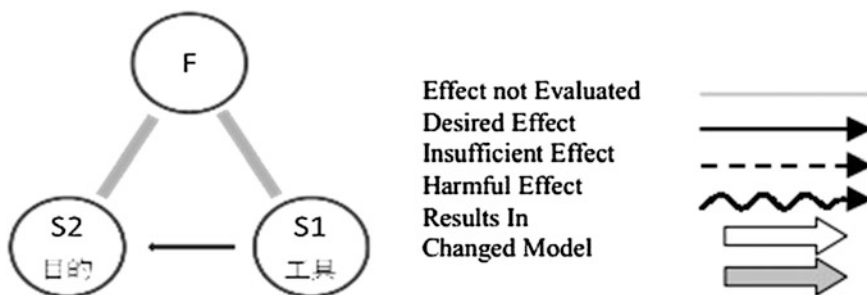 F
S2
目的
S1
工具
Effect not Evaluated
Desired Effect
Insufficient Effect
Harmful Effect
Results In
Changed Model